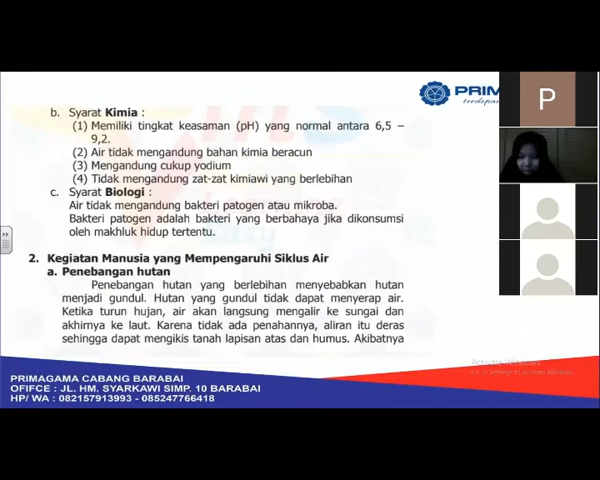 PRIM
terdepa
P
b. Syarat Kimia :
(1) Memiliki tingkat keasaman (pH) yang normal antara 6,5 –
9,2.
(2) Air tidak mengandung bahan kimia beracun
(3) Mengandung cukup yodium
(4) Tidak mengandung zat-zat kimiawi yang berlebihan
c. Syarat Biologi :
Air tidak mengandung bakteri patogen atau mikroba.
Bakteri patogen adalah bakteri yang berbahaya jika dikonsumsi
oleh makhluk hidup tertentu.
2. Kegiatan Manusia yang Mempengaruhi Siklus Air
a. Penebangan hutan
Penebangan hutan yang berlebihan menyebabkan hutan
menjadi gundul. Hutan yang gundul tidak dapat menyerap air.
Ketika turun hujan, air akan langsung mengalir ke sungai dan
akhirnya ke laut. Karena tidak ada penahannya, aliran itu deras
sehingga dapat mengikis tanah lapisan atas dan humus. Akibatnya
Activate Windows
PRIMAGAMA CABANG BARABAI
OFIFCE : JL. HM. SYARKAWI SIMP. 10 BARABAI
HP/ WA : 082157913993 - 085247766418